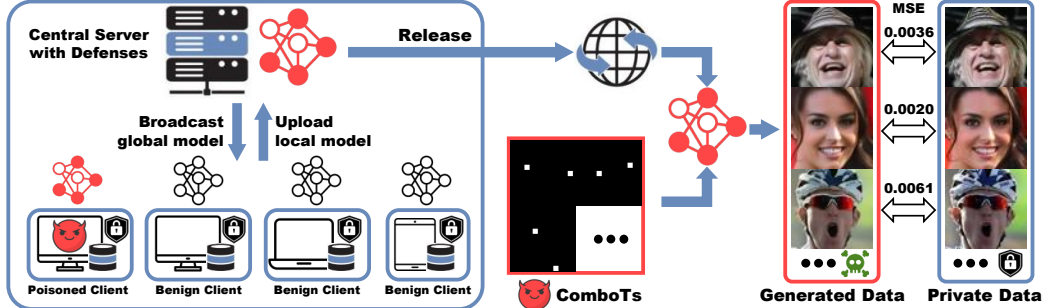 Central Server
with Defenses
Release
Broadcast
global model
Upload
local model
Poisoned Client
Benign Client
Benign Client
Benign Client
ComboTs
MSE
0.0036
0.0020
0.0061
Generated Data
Private Data